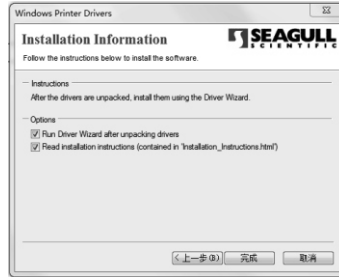 Windows Printer Drivers
Installation Information
SEAGULL
SCIENTIFIC
Follow the instructions below to install the software.
Instructions
After the drivers are unpacked, install them using the Driver Wizard.
Options
Run Driver Wizard after unpacking drivers
Read installation instructions (contained in 'Installation_Instructions.html')
< 上一步(B)
完成
取消